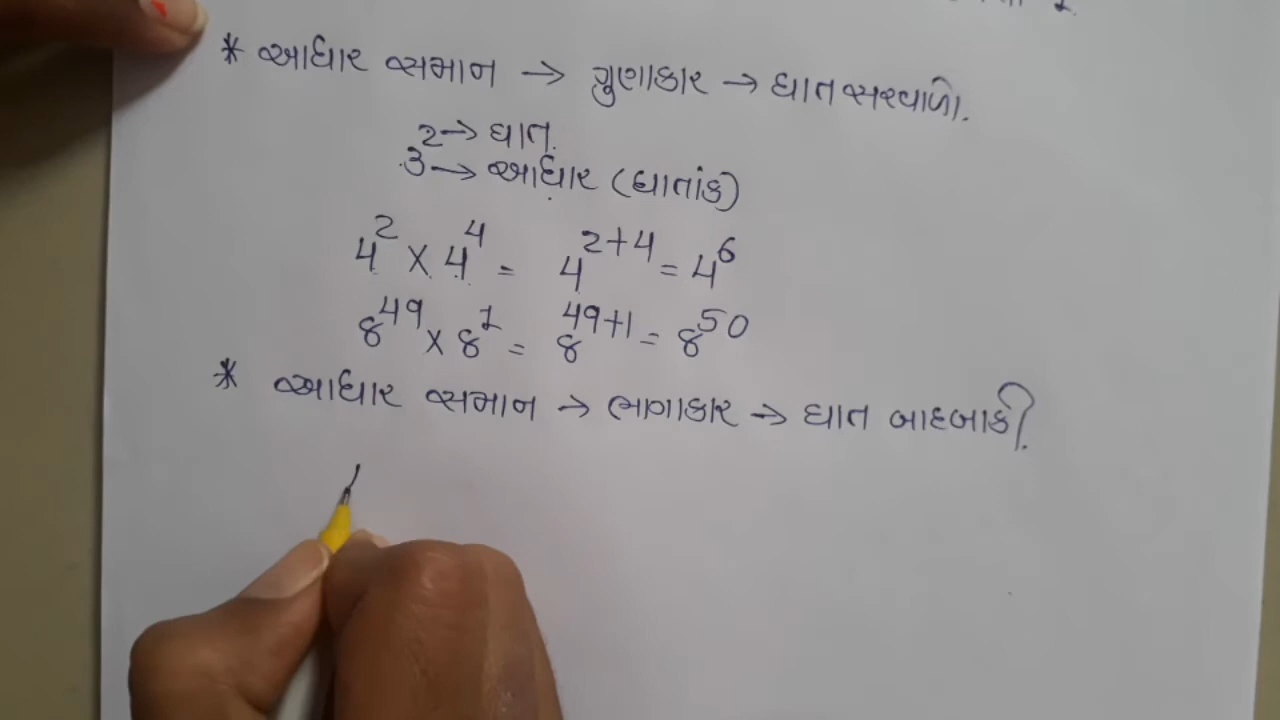 * આધાર સમાન → ગુણાકાર → ઘાત સરવાળો.
2 → ઘાત.
3 → આધાર (ઘાતાંક)
4² × 4⁴ = 4²⁺⁴ = 4⁶
8⁴⁹ × 8¹ = 8⁴⁹⁺¹ = 8⁵⁰
* આધાર સમાન → ભાગાકાર → ઘાત બાદબાકી.